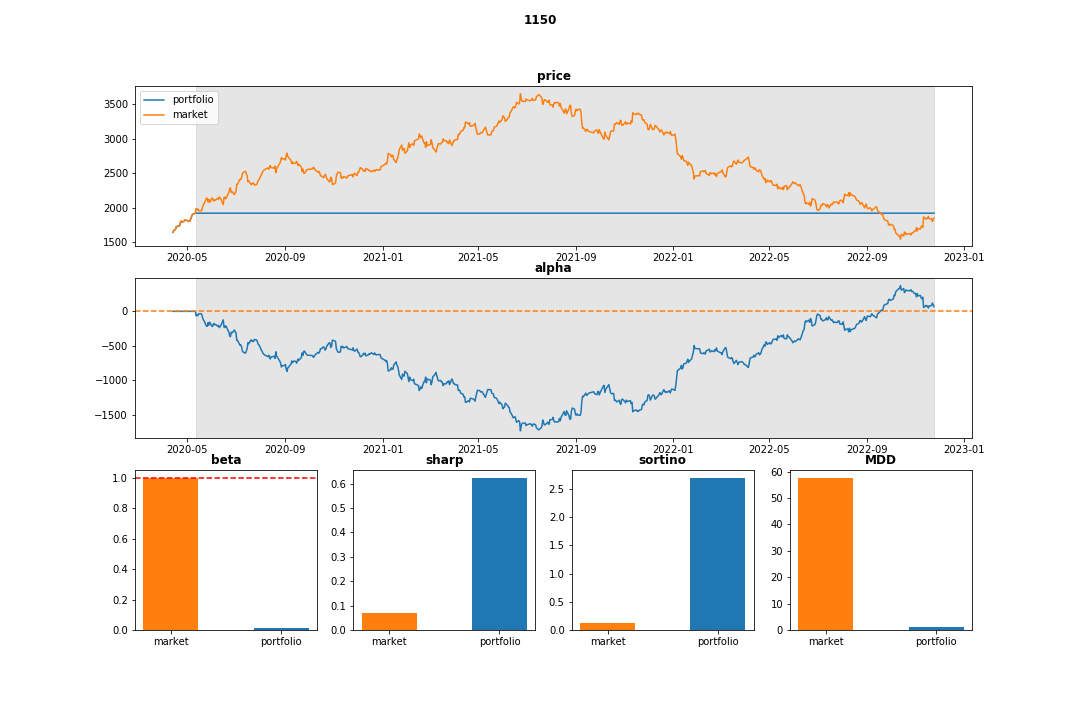 1150
price
portfolio
market
3500
3000
2500
2000
1500
2020-05 2020-09 2021-01 2021-05 2021-09 2022-01 2022-05 2022-09 2023-01
alpha
0
−500
−1000
−1500
2020-05 2020-09 2021-01 2021-05 2021-09 2022-01 2022-05 2022-09 2023-01
beta
1.0
0.8
0.6
0.4
0.2
0.0
market portfolio
sharp
0.6
0.5
0.4
0.3
0.2
0.1
0.0
market portfolio
sortino
2.5
2.0
1.5
1.0
0.5
0.0
market portfolio
MDD
60
50
40
30
20
10
0
market portfolio